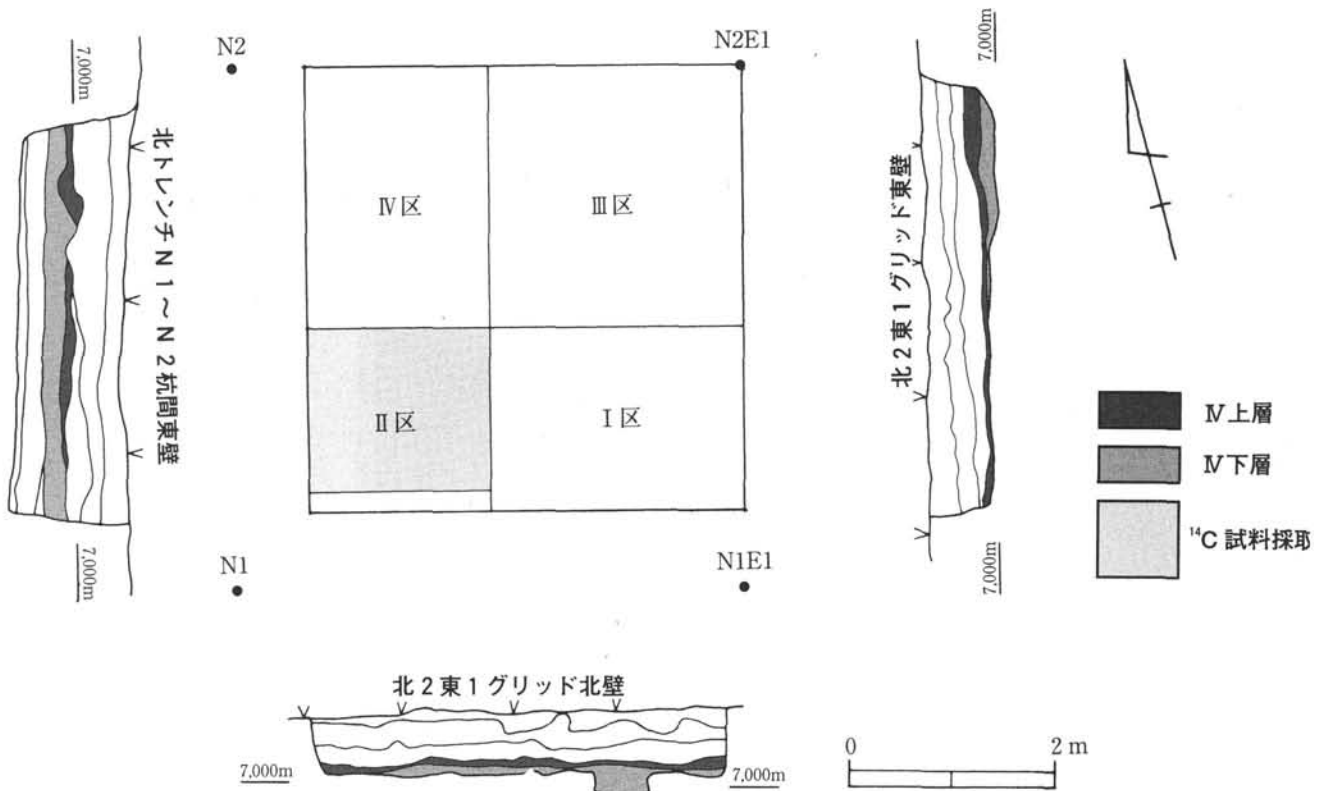 N2
N2E1
7,000m
7,000m
北トレンチN1～N2杭間東壁
Ⅳ区
Ⅲ区
北2東1グリッド東壁
Ⅱ区
Ⅰ区
Ⅳ上層
Ⅳ下層
¹⁴C 試料採取
7,000m
7,000m
N1
N1E1
北2東1グリッド北壁
7,000m
7,000m
0
2 m